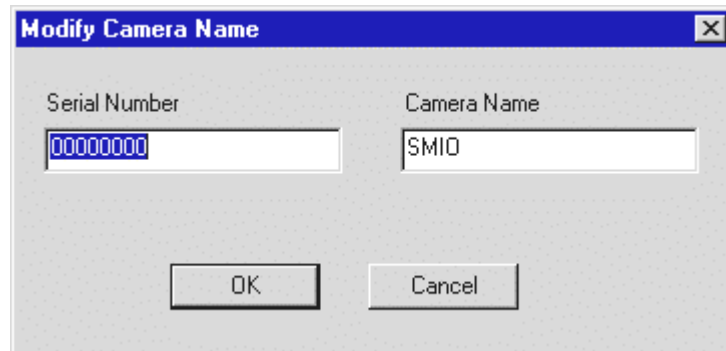 Modify Camera Name
Serial Number Camera Name
00000000 SMIO
OK Cancel